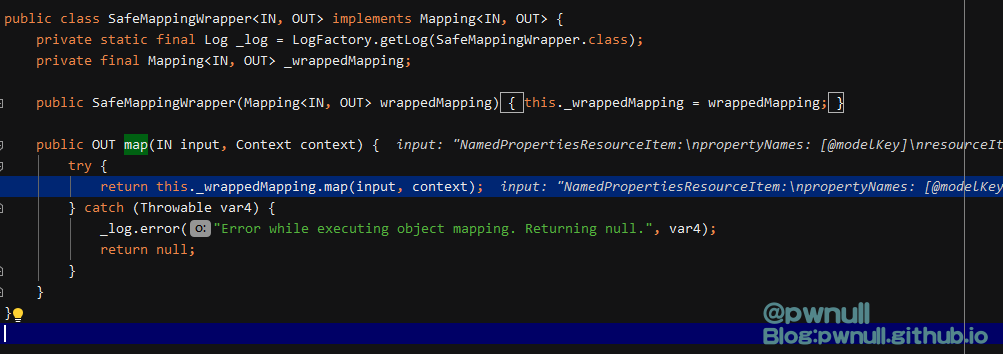 public class SafeMappingWrapper<IN, OUT> implements Mapping<IN, OUT> {
private static final Log _log = LogFactory.getLog(SafeMappingWrapper.class);
private final Mapping<IN, OUT> _wrappedMapping;
public SafeMappingWrapper(Mapping<IN, OUT> wrappedMapping) { this._wrappedMapping = wrappedMapping; }
public OUT map(IN input, Context context) { input: "NamedPropertiesResourceItem:\npropertyNames: [@modelKey]\nresourceIt
try {
return this._wrappedMapping.map(input, context); input: "NamedPropertiesResourceItem:\npropertyNames: [@modelKey
} catch (Throwable var4) {
_log.error( o: "Error while executing object mapping. Returning null.", var4);
return null;
}
}
}
@pwnull
Blog:pwnull.github.io